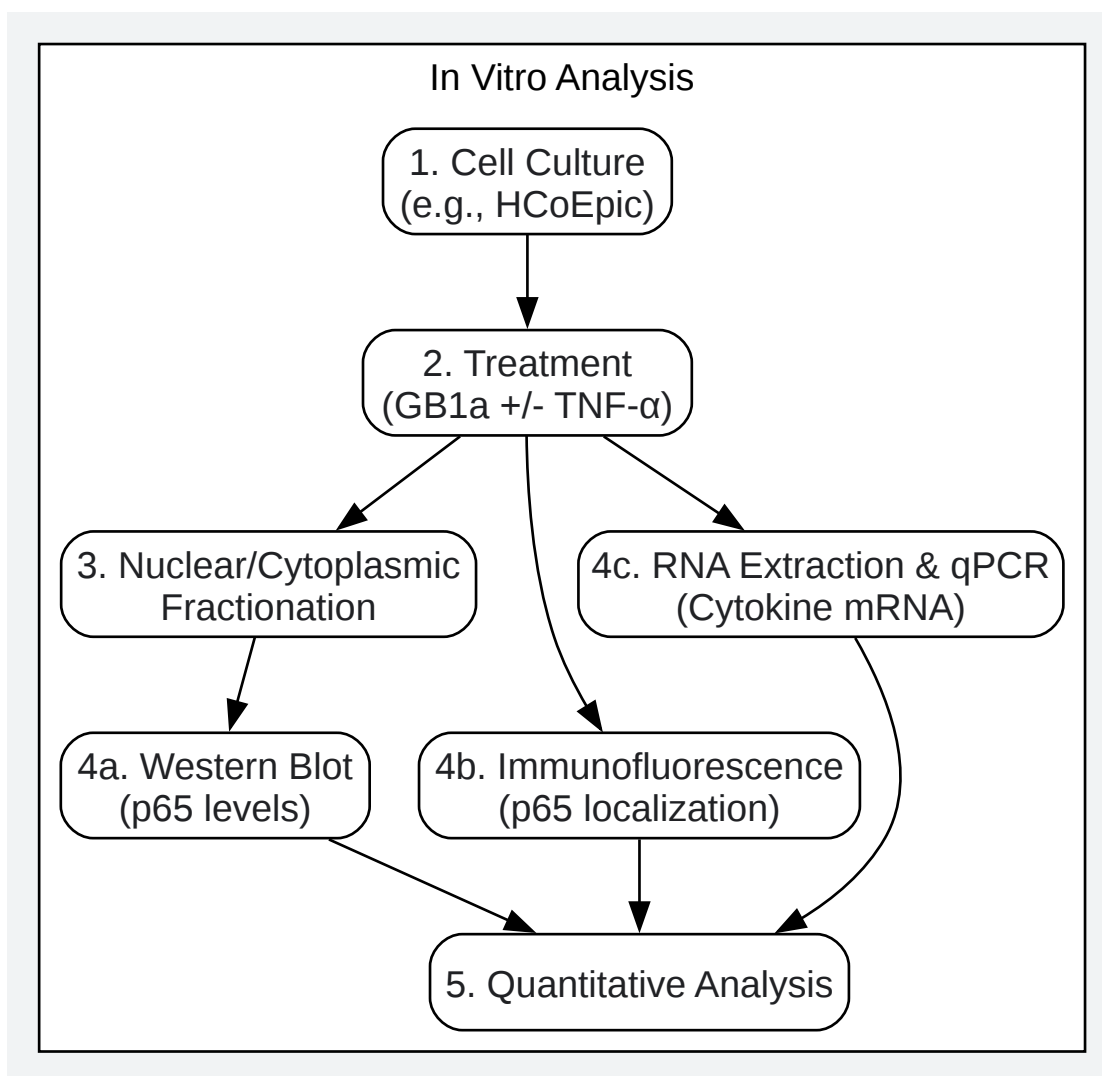 In Vitro Analysis
1. Cell Culture
(e.g., HCoEpic)
2. Treatment
(GB1a +/- TNF-α)
3. Nuclear/Cytoplasmic
Fractionation
4c. RNA Extraction & qPCR
(Cytokine mRNA)
4a. Western Blot
(p65 levels)
4b. Immunofluorescence
(p65 localization)
5. Quantitative Analysis